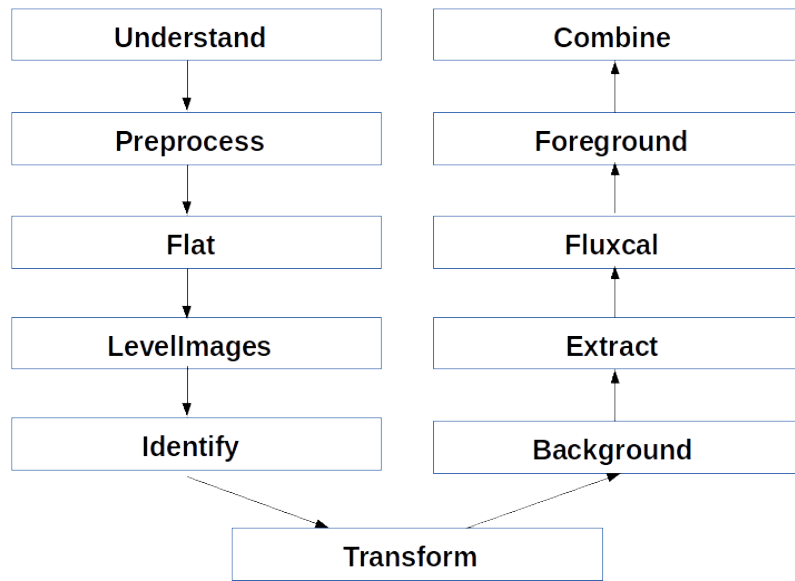 Understand
Preprocess
Flat
LevelImages
Identify
Transform
Background
Extract
Fluxcal
Foreground
Combine